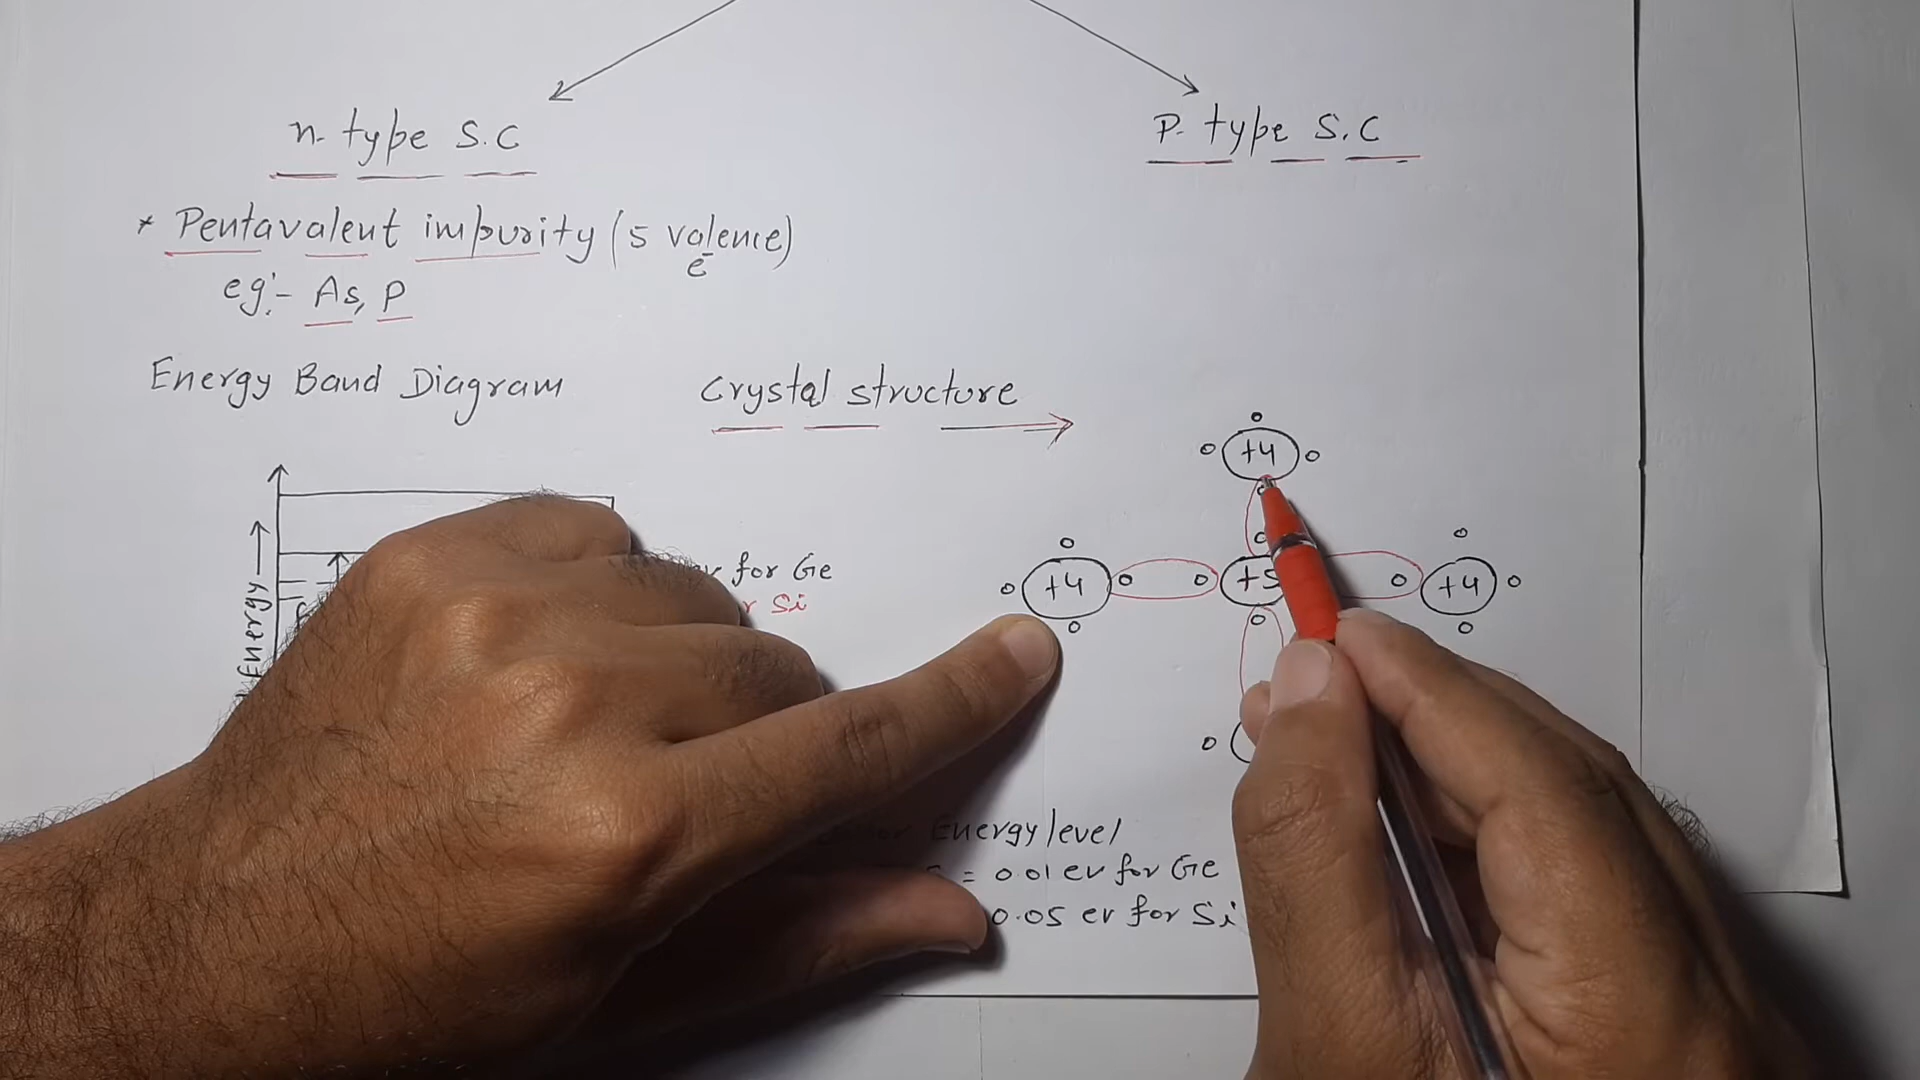 n-type S.C
P-type S.C
* Pentavalent impurity (5 valence)
e⁻
eg:- As, P
Energy Band Diagram
Crystal structure
+4
for Ge
Si
Energy
+4
+5
+4
Energy level
= 0.01 ev for Ge
0.05 ev for Si